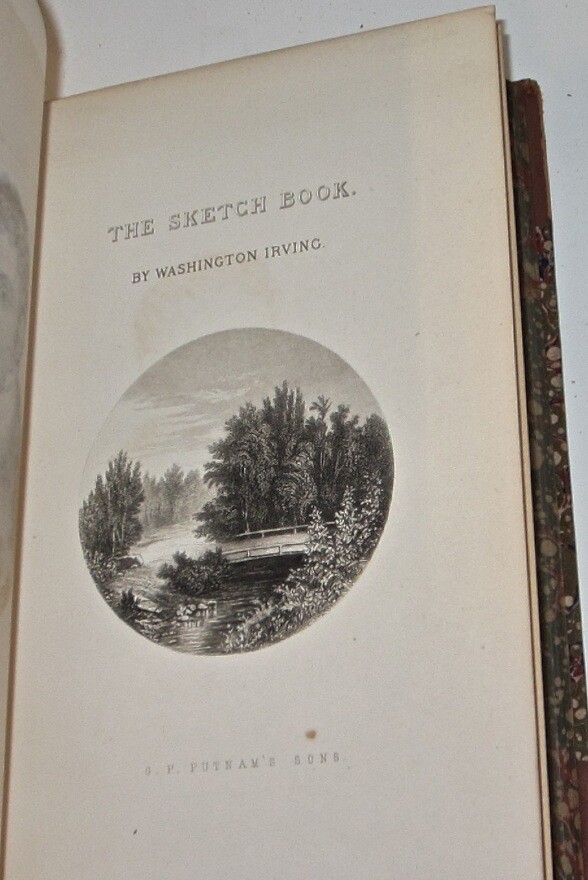 THE SKETCH BOOK.
BY WASHINGTON IRVING.
G. P. PUTNAM'S SONS.